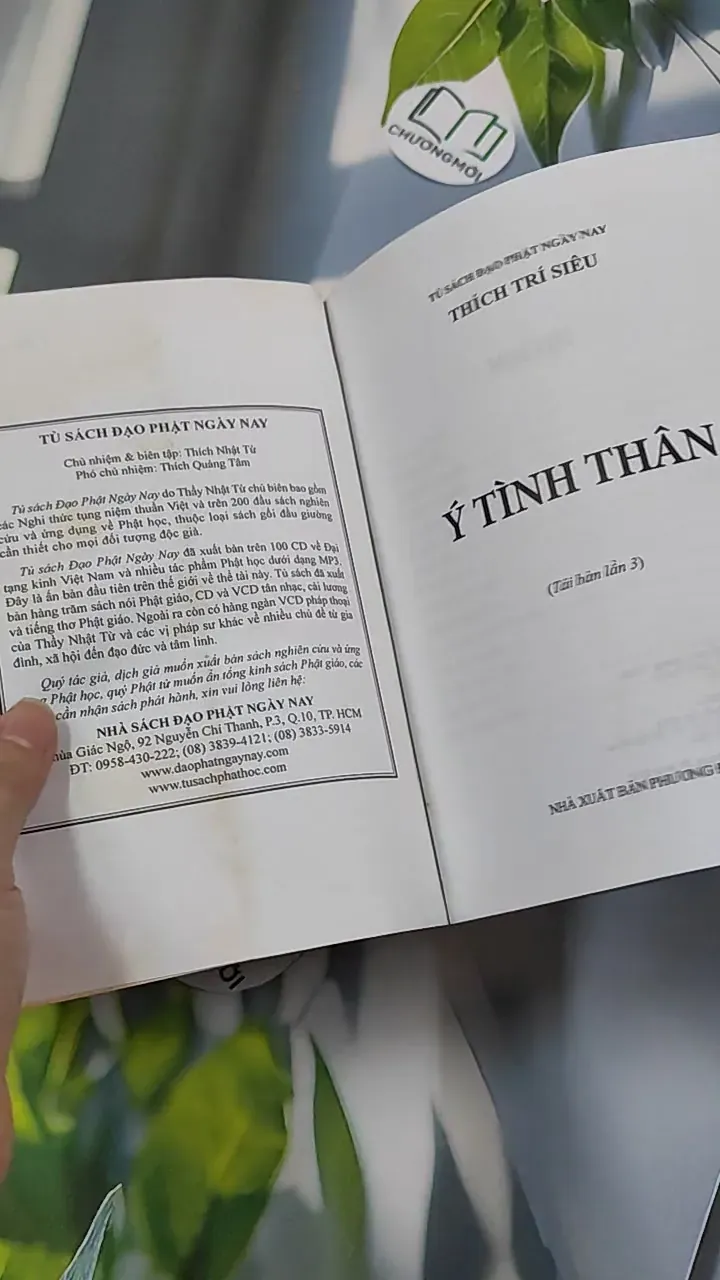 CHƯƠNG MỚI
TỦ SÁCH ĐẠO PHẬT NGÀY NAY
Chủ nhiệm & biên tập: Thích Nhật Từ
Phó chủ nhiệm: Thích Quảng Tâm
Tủ sách Đạo Phật Ngày Nay do Thầy Nhật Từ chủ biên bao gồm
các Nghi thức tụng niệm thuần Việt và trên 200 đầu sách nghiên
cứu và ứng dụng về Phật học, thuộc loại sách gối đầu giường
cần thiết cho mọi đối tượng độc giả.
Tủ sách Đạo Phật Ngày Nay đã xuất bản trên 100 CD về Đại
tạng kinh Việt Nam và nhiều tác phẩm Phật học dưới dạng MP3.
Đây là ấn bản đầu tiên trên thế giới về thể tài này. Tủ sách đã xuất
bản hàng trăm sách nói Phật giáo, CD và VCD tân nhạc, cải lương
và tiếng thơ Phật giáo. Ngoài ra còn có hàng ngàn VCD pháp thoại
của Thầy Nhật Từ và các vị pháp sư khác về nhiều chủ đề từ gia
đình, xã hội đến đạo đức và tâm linh.
Quý tác giả, dịch giả muốn xuất bản sách nghiên cứu và ứng
Phật học, quý Phật tử muốn ấn tống kinh sách Phật giáo, các
cần nhận sách phát hành, xin vui lòng liên hệ:
NHÀ SÁCH ĐẠO PHẬT NGÀY NAY
Giác Ngộ, 92 Nguyễn Chí Thanh, P.3, Q.10, TP. HCM
ĐT: 0958-430-222; (08) 3839-4121; (08) 3833-5914
www.daophatngaynay.com
www.tusachphathoc.com
TỦ SÁCH ĐẠO PHẬT NGÀY NAY
THÍCH TRÍ SIÊU
Ý TÌNH THÂN
(Tái bản lần 3)
NHÀ XUẤT BẢN PHƯƠNG